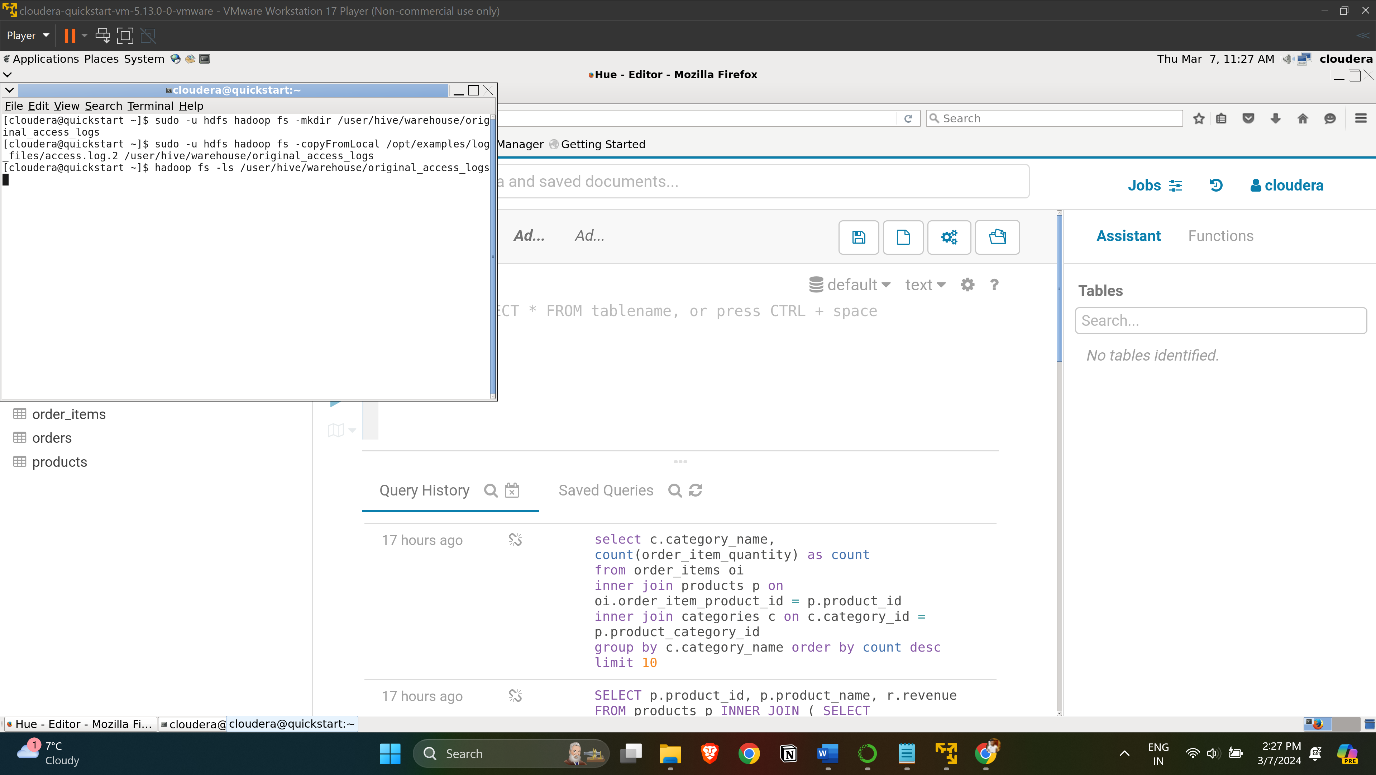 cloudera-quickstart-vm-5.13.0-0-vmware - VMware Workstation 17 Player (Non-commercial use only)
Player
Applications Places System
Thu Mar 7, 11:27 AM cloudera
Hue - Editor - Mozilla Firefox
cloudera@quickstart:~
File Edit View Search Terminal Help
[cloudera@quickstart ~]$ sudo -u hdfs hadoop fs -mkdir /user/hive/warehouse/orig
inal_access_logs
[cloudera@quickstart ~]$ sudo -u hdfs hadoop fs -copyFromLocal /opt/examples/log
_files/access.log.2 /user/hive/warehouse/original_access_logs
[cloudera@quickstart ~]$ hadoop fs -ls /user/hive/warehouse/original_access_logs
Search
Manager Getting Started
a and saved documents...
Jobs cloudera
Ad... Ad...
Assistant Functions
default text ?
ECT * FROM tablename, or press CTRL + space
Tables
Search...
No tables identified.
order_items
orders
products
Query History Saved Queries
17 hours ago
select c.category_name,
count(order_item_quantity) as count
from order_items oi
inner join products p on
oi.order_item_product_id = p.product_id
inner join categories c on c.category_id =
p.product_category_id
group by c.category_name order by count desc
limit 10
17 hours ago
SELECT p.product_id, p.product_name, r.revenue
FROM products p INNER JOIN ( SELECT
Hue - Editor - Mozilla Fi... cloudera@ cloudera@quickstart:~
1
7°C
Cloudy
Search
ENG
IN
2:27 PM
3/7/2024
PRE